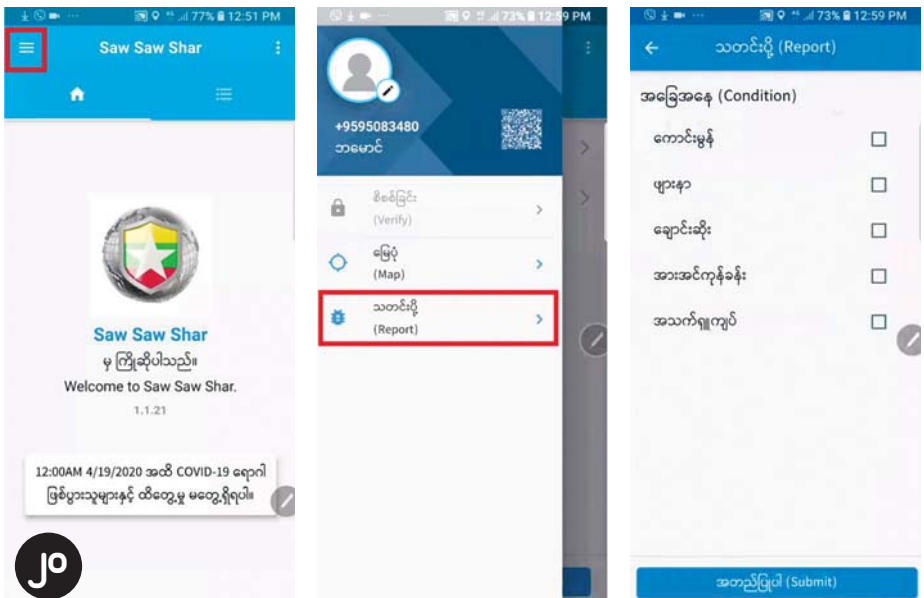 77% 12:51 PM
Saw Saw Shar
Saw Saw Shar
မှ ကြိုဆိုပါသည်။
Welcome to Saw Saw Shar.
1.1.21
12:00AM 4/19/2020 အထိ COVID-19 ရောဂါ
ဖြစ်ပွားသူများနှင့် ထိတွေ့မှု မတွေ့ရှိရပါ။
Jo
73% 12:59 PM
+9595083480
ဘမောင်
စိစစ်ခြင်း
(Verify)
မြေပုံ
(Map)
သတင်းပို့
(Report)
73% 12:59 PM
သတင်းပို့ (Report)
အခြေအနေ (Condition)
ကောင်းမွန်
ဖျားနာ
ချောင်းဆိုး
အားအင်ကုန်ခန်း
အသက်ရှူကျပ်
အတည်ပြုပါ (Submit)